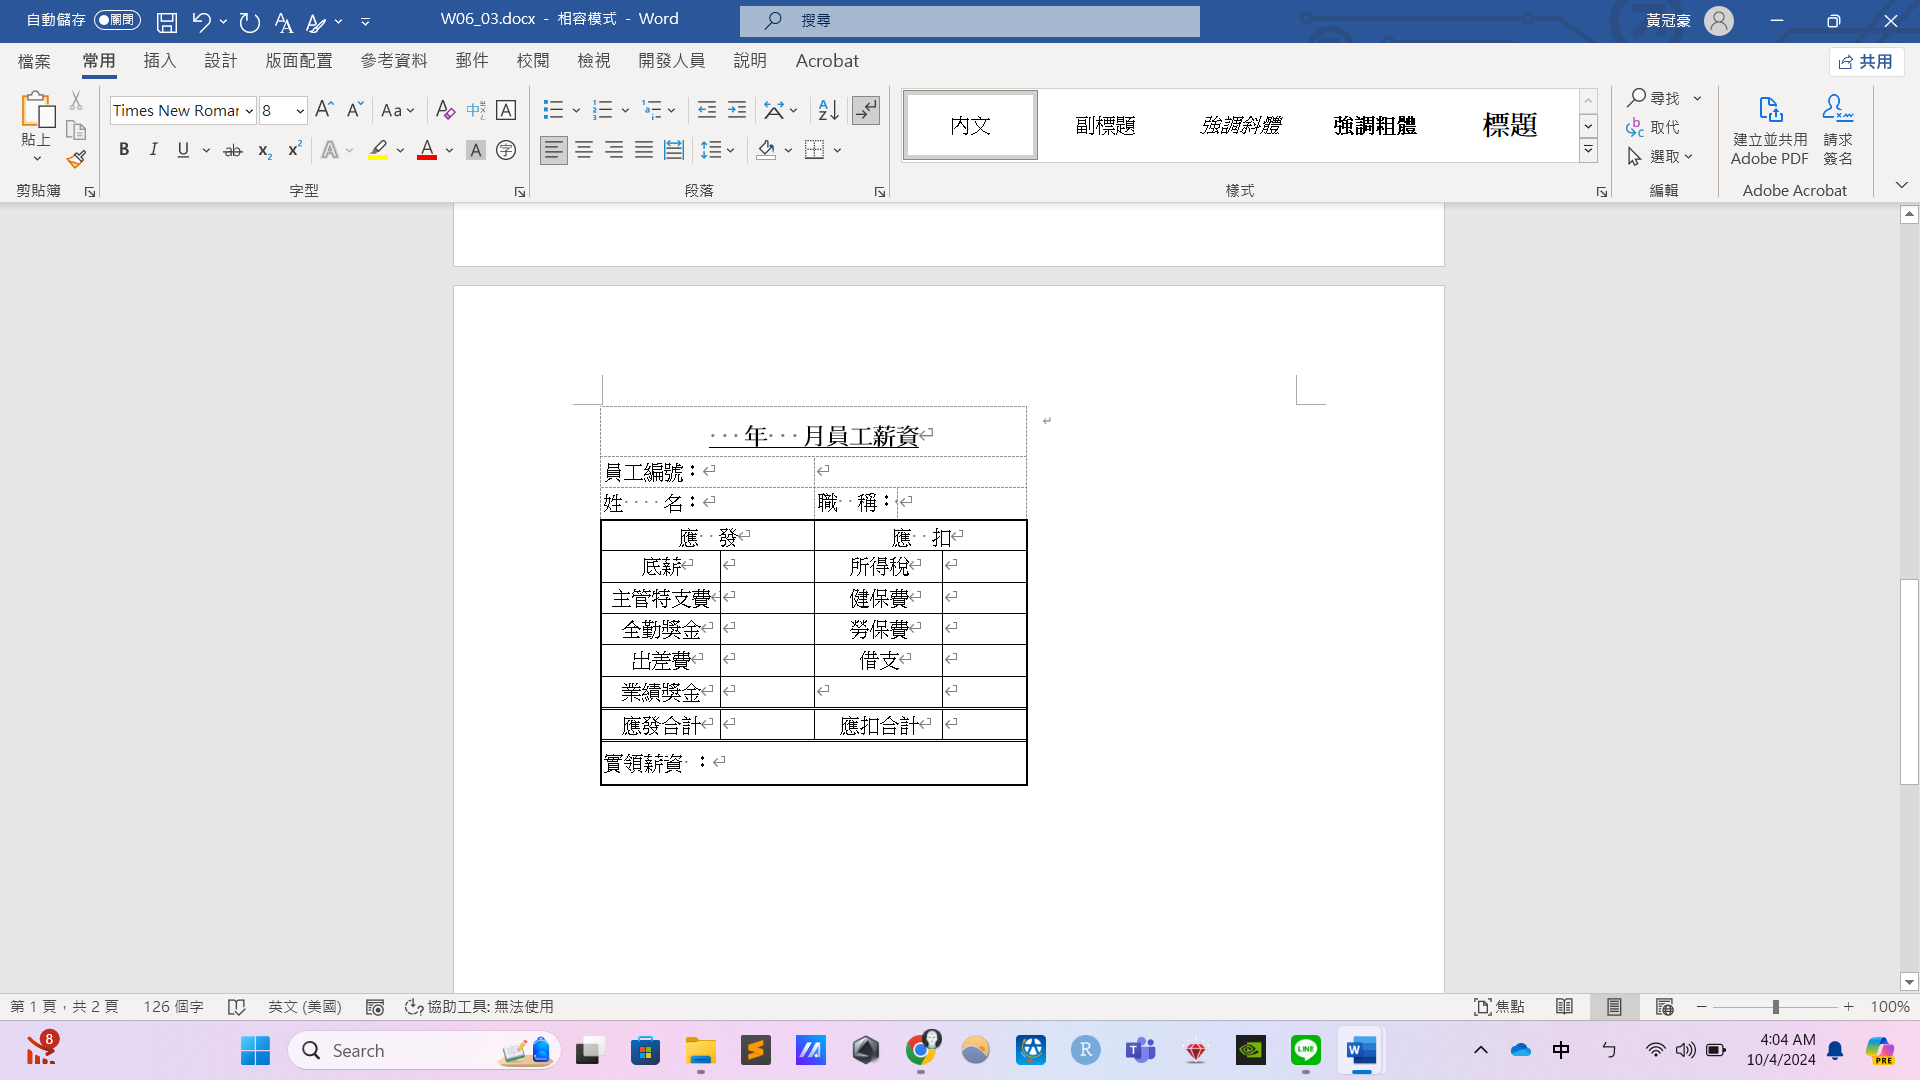 自動儲存 關閉 W06_03.docx - 相容模式 - Word 搜尋 黃冠豪
檔案 常用 插入 設計 版面配置 參考資料 郵件 校閱 檢視 開發人員 說明 Acrobat 共用
貼上
剪貼簿
Times New Roman 8
字型
段落
內文 副標題 強調斜體 強調粗體 標題
樣式
尋找
取代
選取
編輯
建立並共用 Adobe PDF
請求 簽名
Adobe Acrobat
年 月員工薪資
員工編號：
姓 名： 職 稱：
應 發 應 扣
底薪 所得稅
主管特支費 健保費
全勤獎金 勞保費
出差費 借支
業績獎金
應發合計 應扣合計
實領薪資 ：
第 1 頁，共 2 頁 126 個字 英文 (美國) 協助工具: 無法使用 焦點 100%
8 Search 中 ㄅ 4:04 AM
10/4/2024
PRE